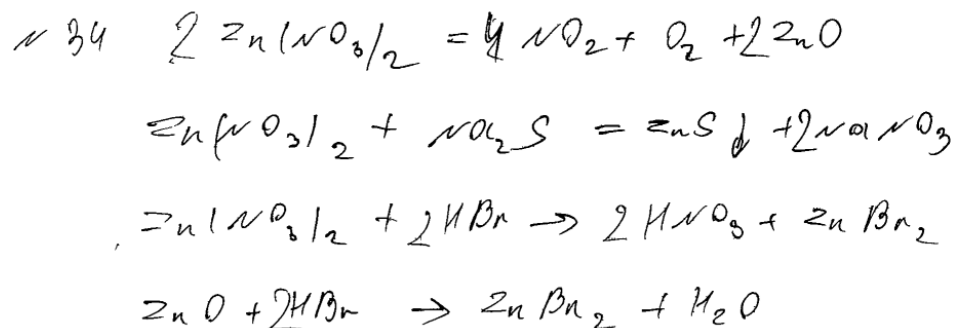 № 34 2 Zn(NO₃)₂ = 4 NO₂ + O₂ + 2 ZnO
Zn(NO₃)₂ + Na₂S = ZnS↓ + 2NaNO₃
Zn(NO₃)₂ + 2HBr → 2HNO₃ + ZnBr₂
ZnO + 2HBr → ZnBr₂ + H₂O